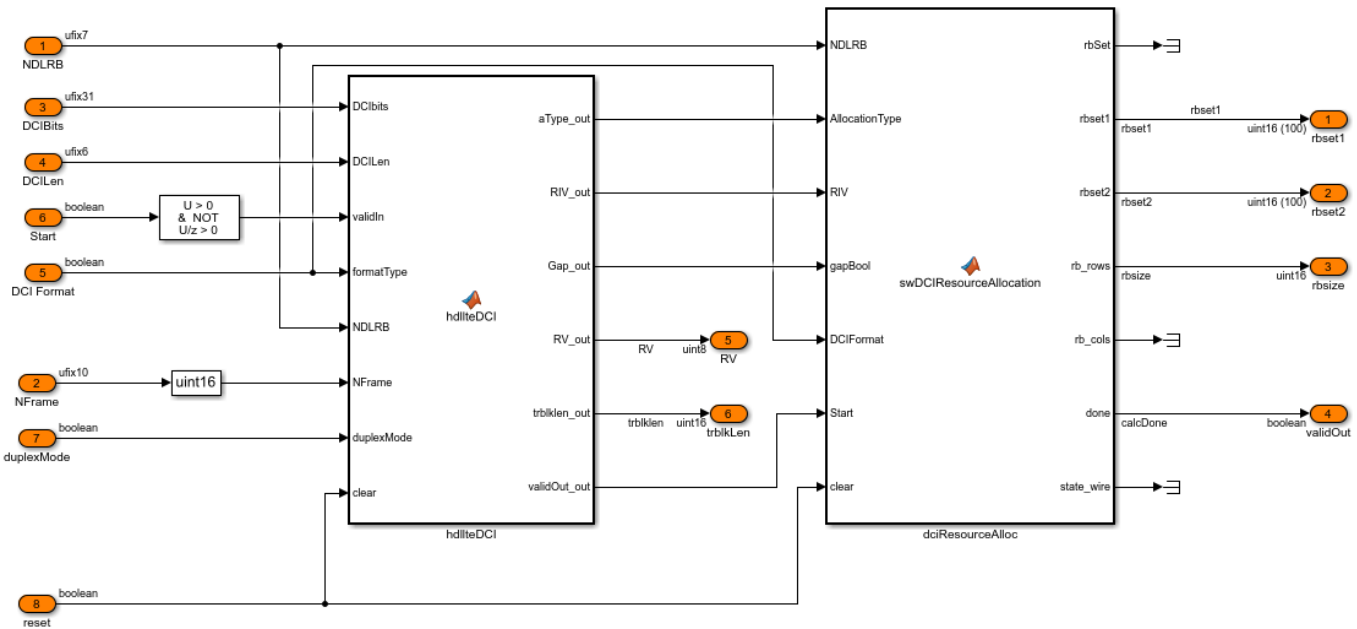 ufix7
1
NDLRB
ufix31
3
DCIBits
ufix6
4
DCILen
boolean
6
Start
U > 0
& NOT
U/z > 0
boolean
5
DCI Format
ufix10
2
NFrame
uint16
boolean
7
duplexMode
boolean
8
reset
DCIbits
DCILen
validIn
formatType
NDLRB
NFrame
duplexMode
clear
hdllteDCI
aType_out
RIV_out
Gap_out
RV_out
trblklen_out
validOut_out
hdllteDCI
RV
uint8
5
RV
trblklen
uint16
6
trblkLen
NDLRB
AllocationType
RIV
gapBool
DCIFormat
Start
clear
swDCIResourceAllocation
rbSet
rbset1
rbset2
rb_rows
rb_cols
done
state_wire
dciResourceAlloc
rbset1
rbset1
uint16 (100)
1
rbset1
rbset2
uint16 (100)
2
rbset2
rbsize
uint16
3
rbsize
calcDone
boolean
4
validOut